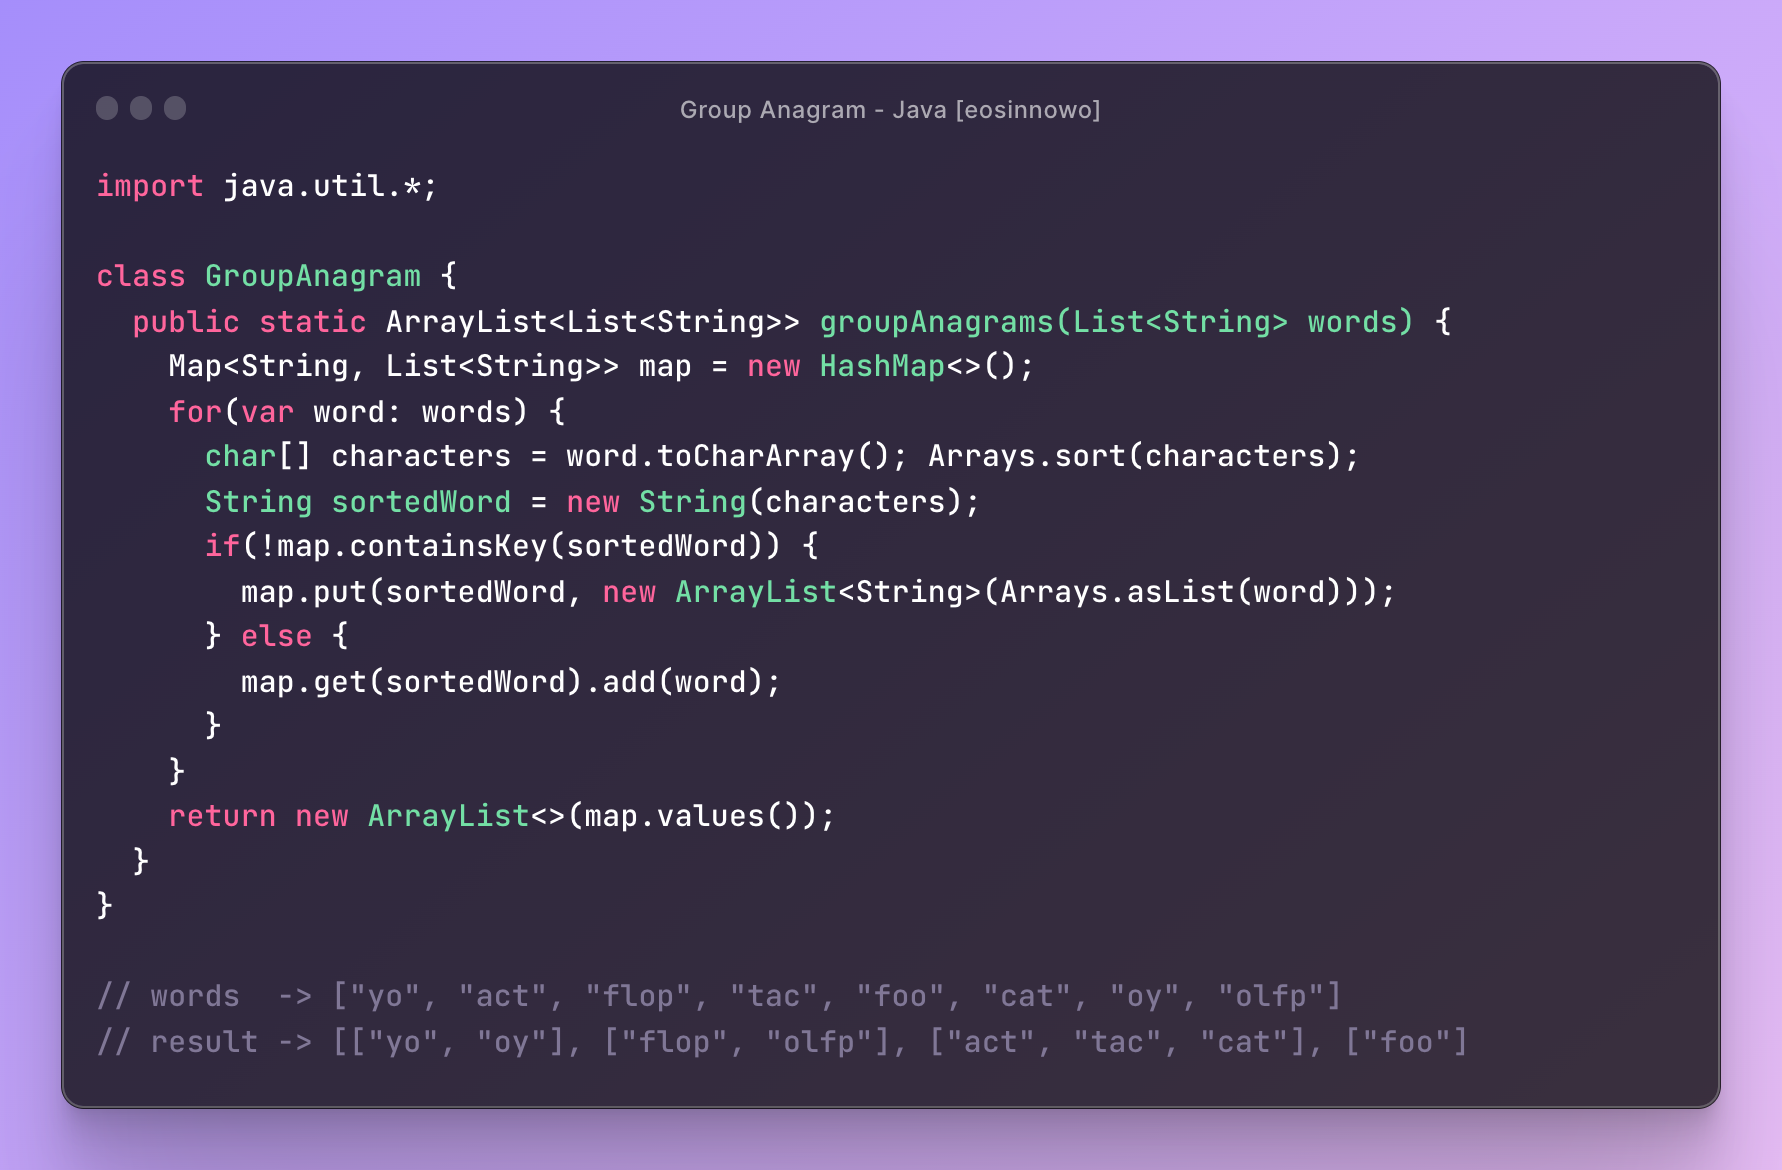 Group Anagram - Java [eosinnowo]
import java.util.*;
class GroupAnagram {
  public static ArrayList<List<String>> groupAnagrams(List<String> words) {
    Map<String, List<String>> map = new HashMap<>();
    for(var word: words) {
      char[] characters = word.toCharArray(); Arrays.sort(characters);
      String sortedWord = new String(characters);
      if(!map.containsKey(sortedWord)) {
        map.put(sortedWord, new ArrayList<String>(Arrays.asList(word)));
      } else {
        map.get(sortedWord).add(word);
      }
    }
    return new ArrayList<>(map.values());
  }
}
// words  -> ["yo", "act", "flop", "tac", "foo", "cat", "oy", "olfp"]
// result -> [["yo", "oy"], ["flop", "olfp"], ["act", "tac", "cat"], ["foo"]